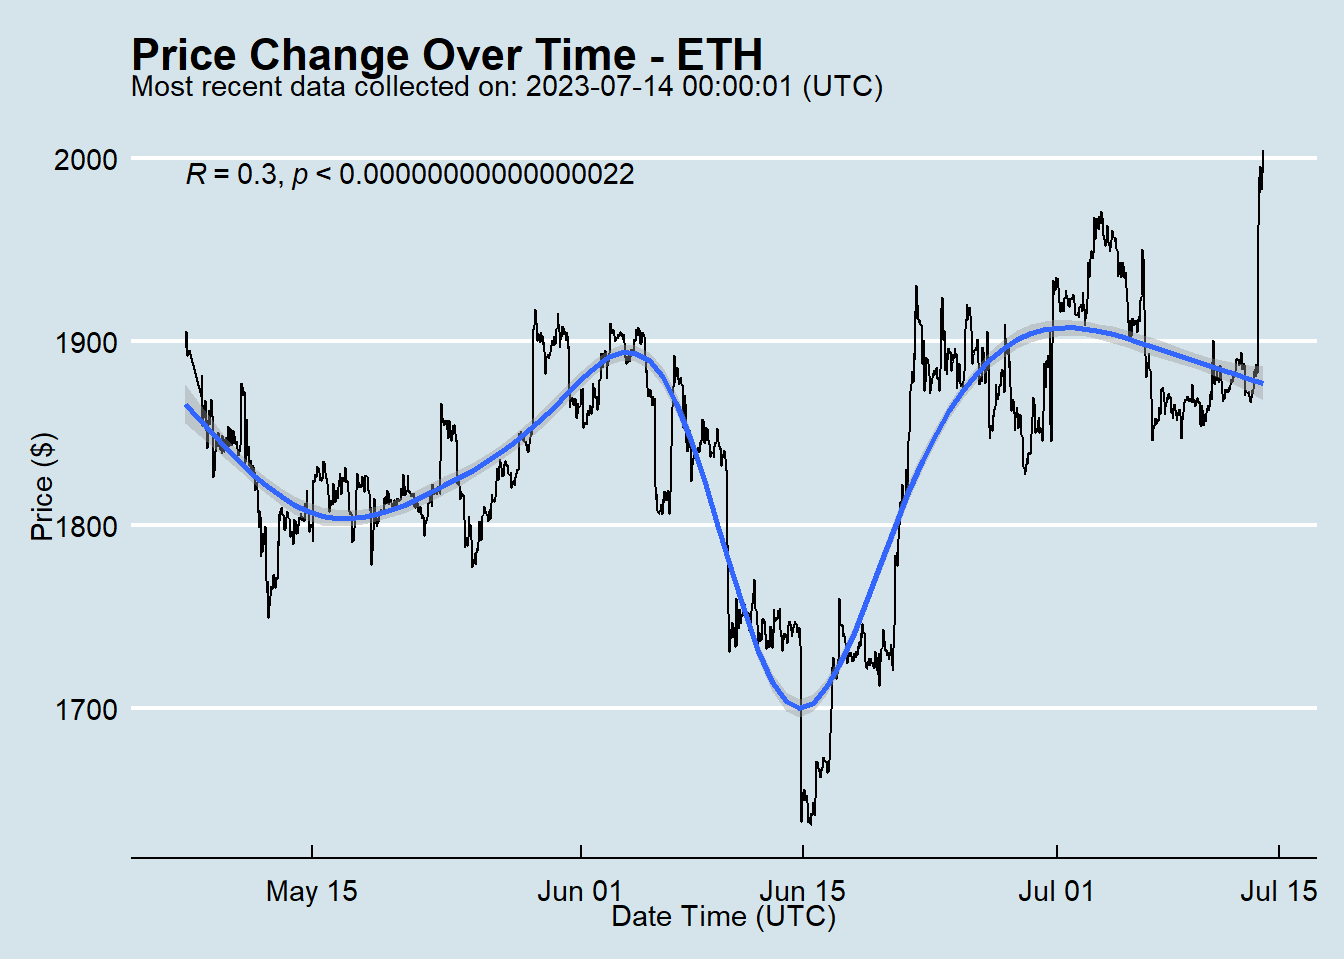 Price Change Over Time - ETH
Most recent data collected on: 2023-07-14 00:00:01 (UTC)
R = 0.3, p < 0.00000000000000022
2000
1900
1800
1700
Price ($)
May 15
Jun 01
Jun 15
Jul 01
Jul 15
Date Time (UTC)